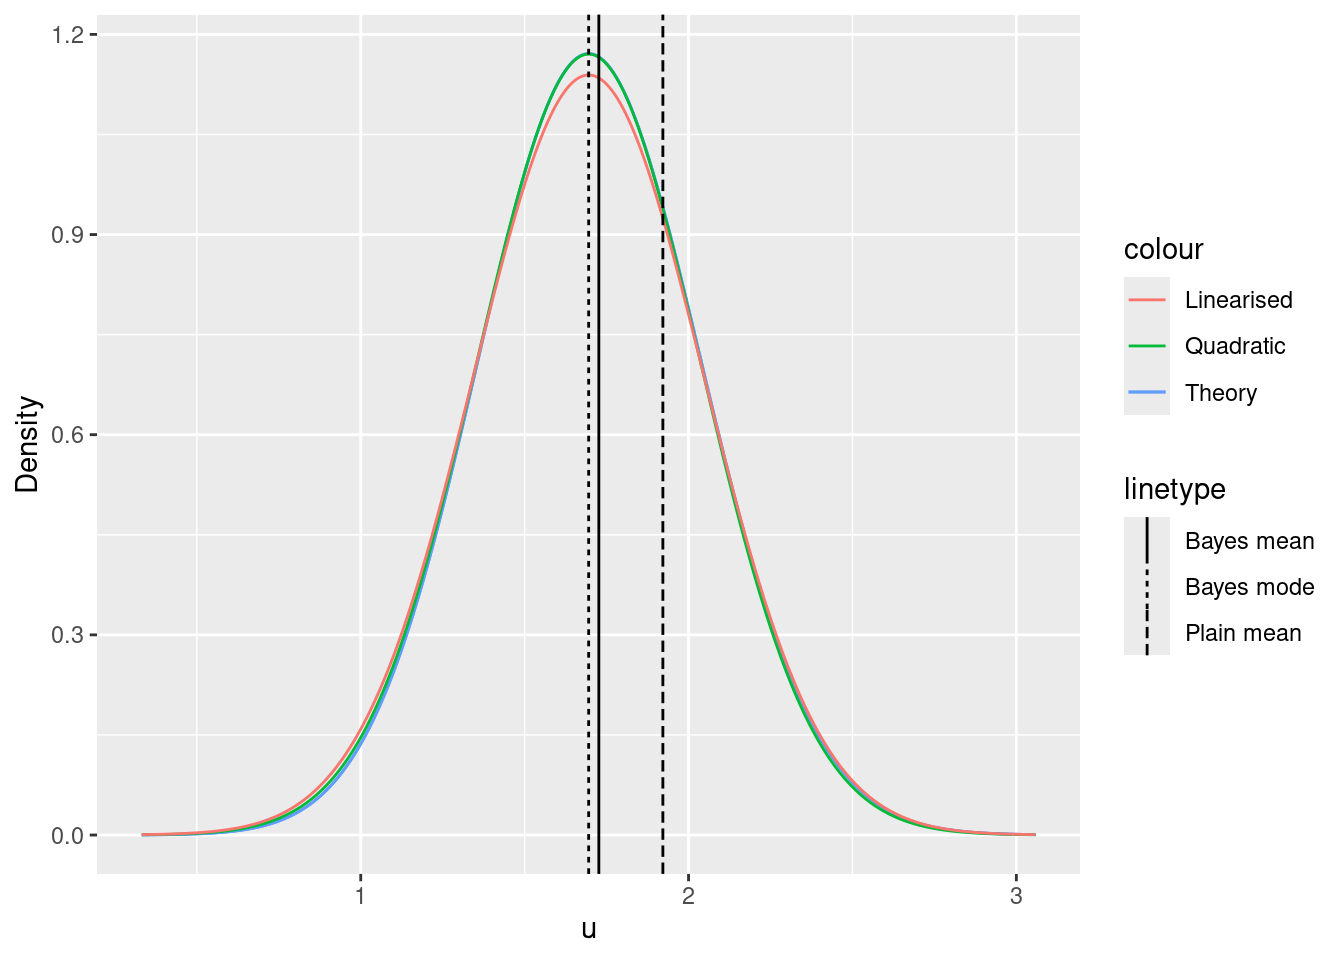 1.2
0.9
0.6
0.3
0.0
Density
1
2
3
u
colour
Linearised
Quadratic
Theory
linetype
Bayes mean
Bayes mode
Plain mean